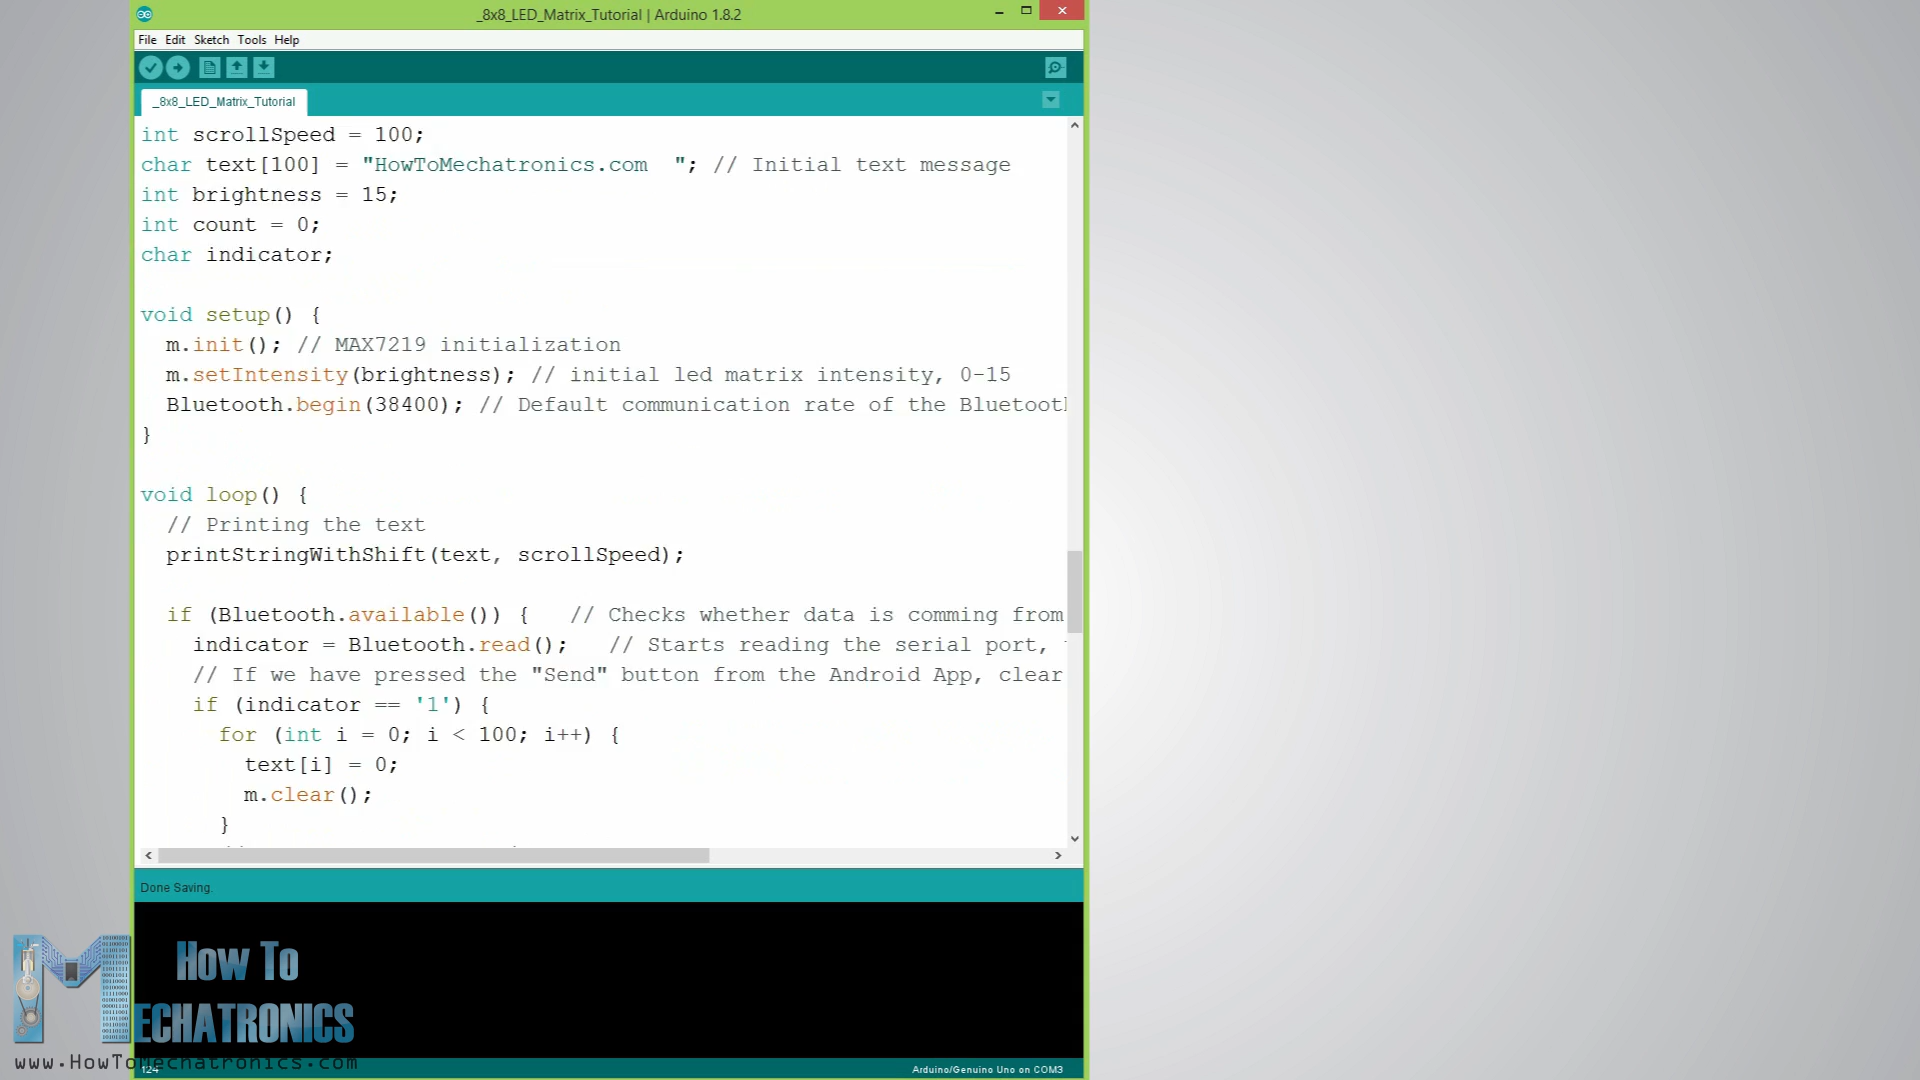 _8x8_LED_Matrix_Tutorial | Arduino 1.8.2
File Edit Sketch Tools Help
_8x8_LED_Matrix_Tutorial
int scrollSpeed = 100;
char text[100] = "HowToMechatronics.com  "; // Initial text message
int brightness = 15;
int count = 0;
char indicator;
void setup() {
m.init(); // MAX7219 initialization
m.setIntensity(brightness); // initial led matrix intensity, 0-15
Bluetooth.begin(38400); // Default communication rate of the Bluetooth
}
void loop() {
// Printing the text
printStringWithShift(text, scrollSpeed);
if (Bluetooth.available()) {   // Checks whether data is comming from
indicator = Bluetooth.read();   // Starts reading the serial port,
// If we have pressed the "Send" button from the Android App, clear
if (indicator == '1') {
for (int i = 0; i < 100; i++) {
text[i] = 0;
m.clear();
}
Done Saving.
How To
MECHATRONICS
www.HowToMechatronics.com
124
Arduino/Genuino Uno on COM3